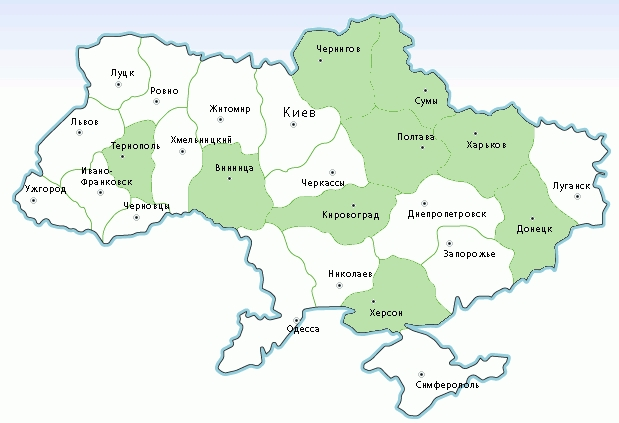 Чернигов
Луцк
Ровно
Сумы
Житомир
Киев
Львов
Хмельницкий
Полтава
Харьков
Тернополь
Винница
Ивано-
Франковск
Черкассы
Ужгород
Луганск
Черновцы
Кировоград
Днепропетровск
Донецк
Запорожье
Николаев
Херсон
Одесса
Симферополь